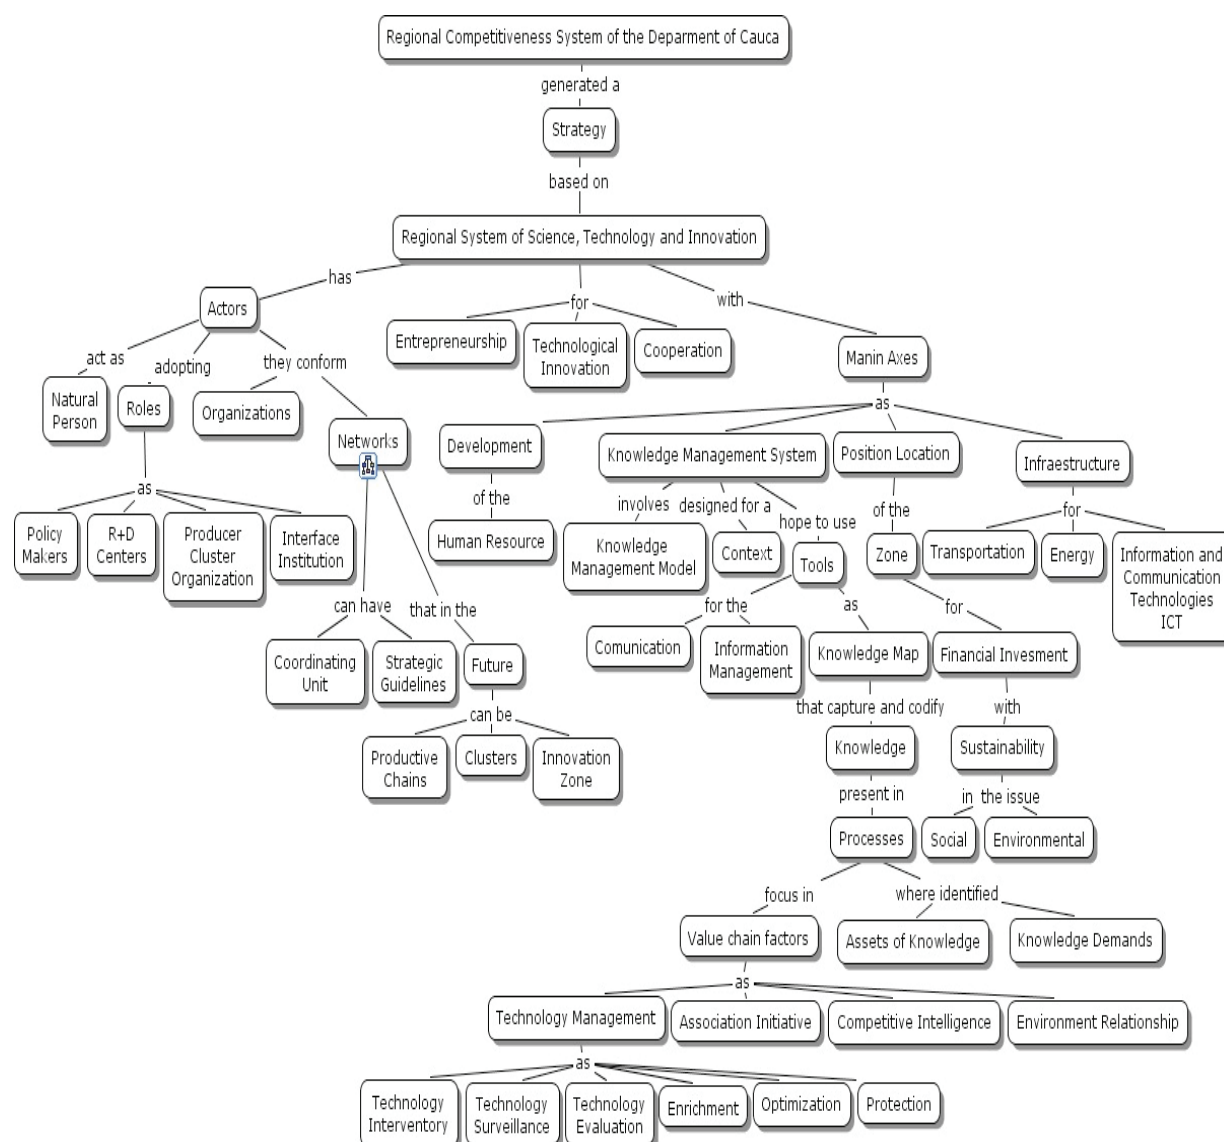 Regional Competitiveness System of the Deparment of Cauca
generated a
Strategy
based on
Regional System of Science, Technology and Innovation
has
for
with
Actors
Entrepreneurship
Technological
Innovation
Cooperation
Manin Axes
act as
adopting
they conform
as
Natural
Person
Roles
Organizations
Networks
Development
Knowledge Management System
Position Location
Infraestructure
as
of the
involves
designed for a
hope to use
of the
for
Policy
Makers
R+D
Centers
Producer
Cluster
Organization
Interface
Institution
Human Resource
Knowledge
Management Model
Context
Tools
Zone
Transportation
Energy
Information and
Communication
Technologies
ICT
can have
that in the
for the
as
for
Coordinating
Unit
Strategic
Guidelines
Future
Comunication
Information
Management
Knowledge Map
Financial Invesment
can be
that capture and codify
with
Productive
Chains
Clusters
Innovation
Zone
Knowledge
Sustainability
present in
in the issue
Processes
Social
Environmental
focus in
where identified
Value chain factors
Assets of Knowledge
Knowledge Demands
as
Technology Management
Association Initiative
Competitive Intelligence
Environment Relationship
as
Technology
Interventory
Technology
Surveillance
Technology
Evaluation
Enrichment
Optimization
Protection